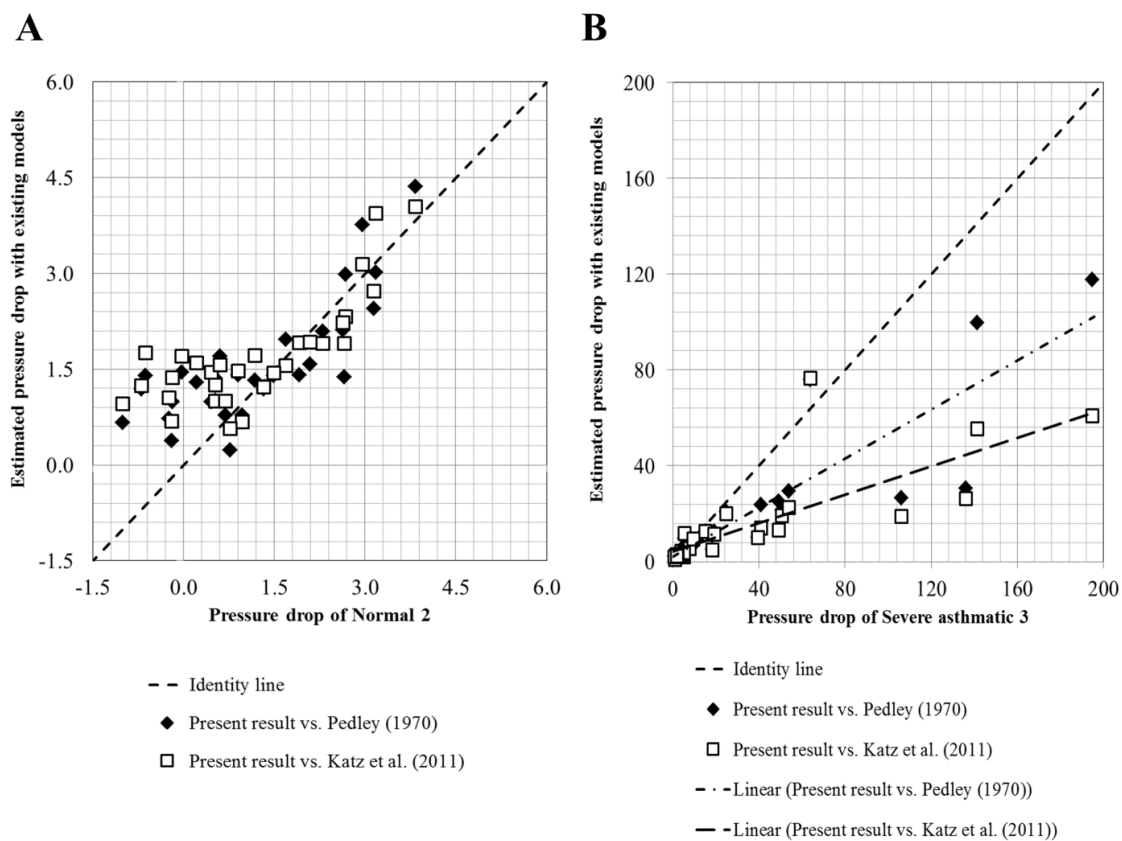 A
6.0
4.5
3.0
1.5
0.0
-1.5
-1.5 0.0 1.5 3.0 4.5 6.0
Estimated pressure drop with existing models
Pressure drop of Normal 2
Identity line
Present result vs. Pedley (1970)
Present result vs. Katz et al. (2011)
B
200
160
120
80
40
0
0 40 80 120 160 200
Estimated pressure drop with existing models
Pressure drop of Severe asthmatic 3
Identity line
Present result vs. Pedley (1970)
Present result vs. Katz et al. (2011)
Linear (Present result vs. Pedley (1970))
Linear (Present result vs. Katz et al. (2011))